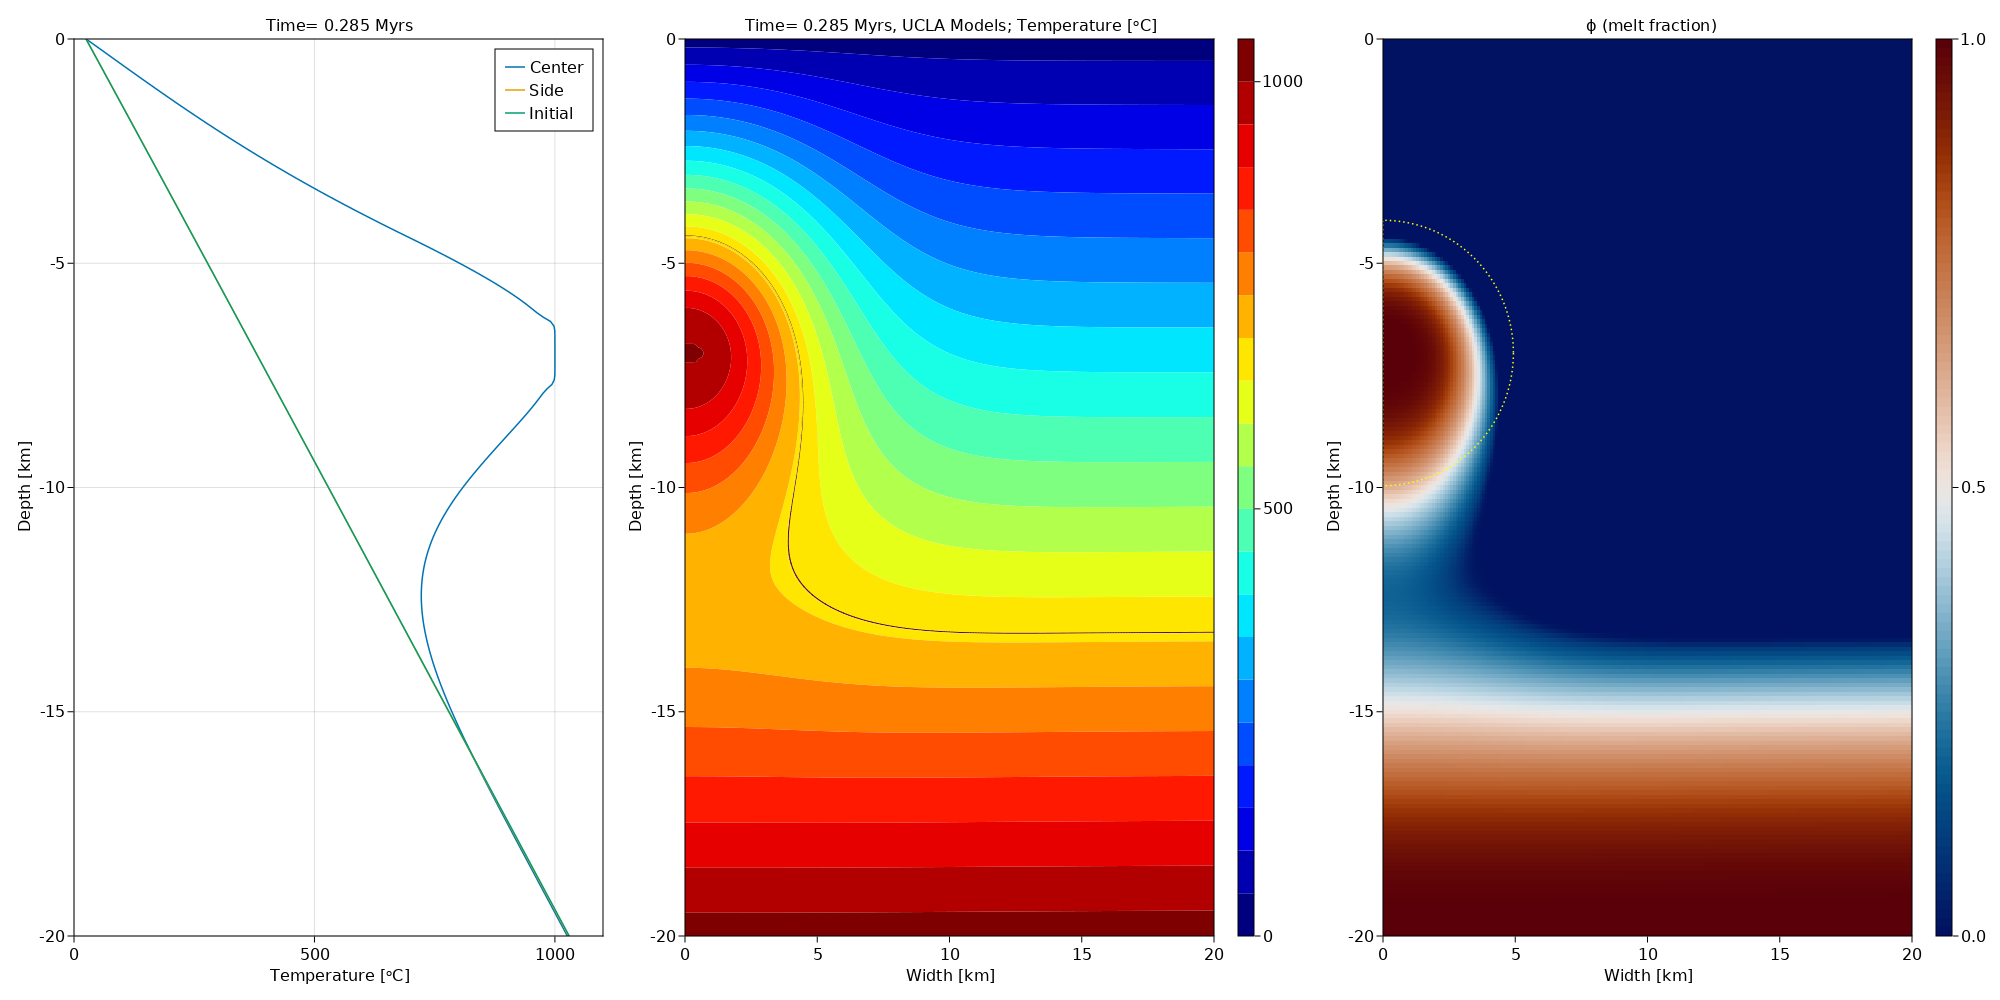 Time= 0.285 Myrs
Center
Side
Initial
0
-5
-10
-15
-20
Depth [km]
0
500
1000
Temperature [°C]
Time= 0.285 Myrs, UCLA Models; Temperature [°C]
0
-5
-10
-15
-20
Depth [km]
0
5
10
15
20
Width [km]
1000
500
0
ϕ (melt fraction)
0
-5
-10
-15
-20
Depth [km]
0
5
10
15
20
Width [km]
1.0
0.5
0.0